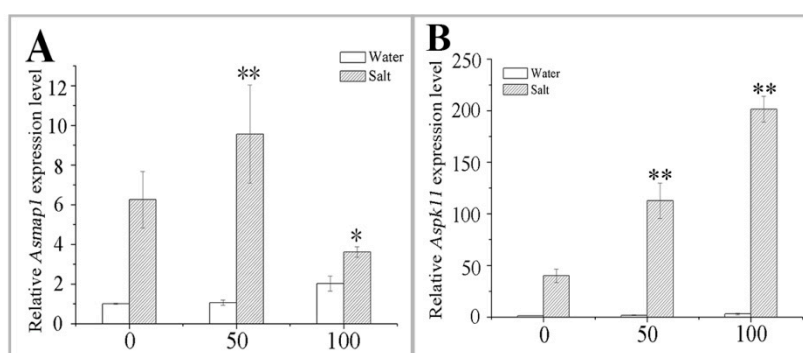 A
Relative Asmap1 expression level
12
10
8
6
4
2
0
Water
Salt
**
*
0 50 100
B
Relative Aspk11 expression level
250
200
150
100
50
0
Water
Salt
**
**
0 50 100